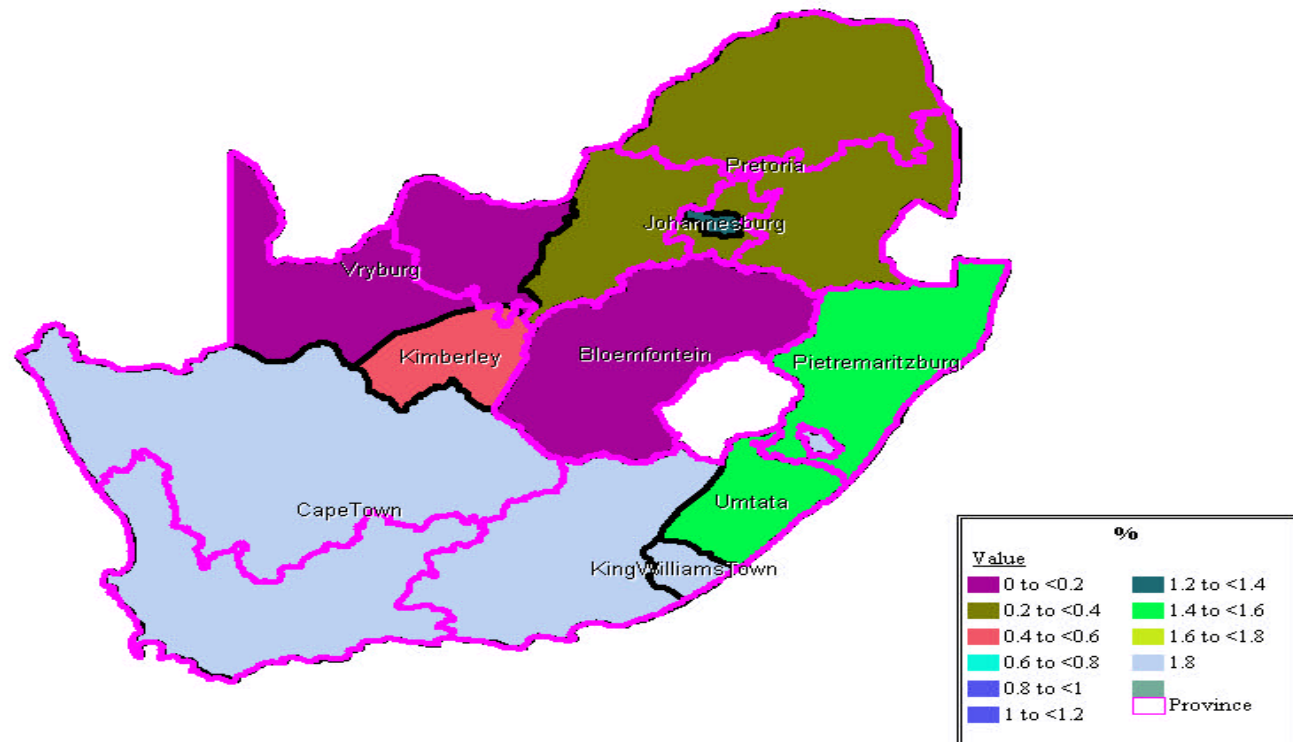 Pretoria
Johannesburg
Vryburg
Kimberley
Bloemfontein
Pietremaritzburg
CapeTown
Umtata
KingWilliamsTown
%
Value
0 to <0.2
0.2 to <0.4
0.4 to <0.6
0.6 to <0.8
0.8 to <1
1 to <1.2
1.2 to <1.4
1.4 to <1.6
1.6 to <1.8
1.8
Province